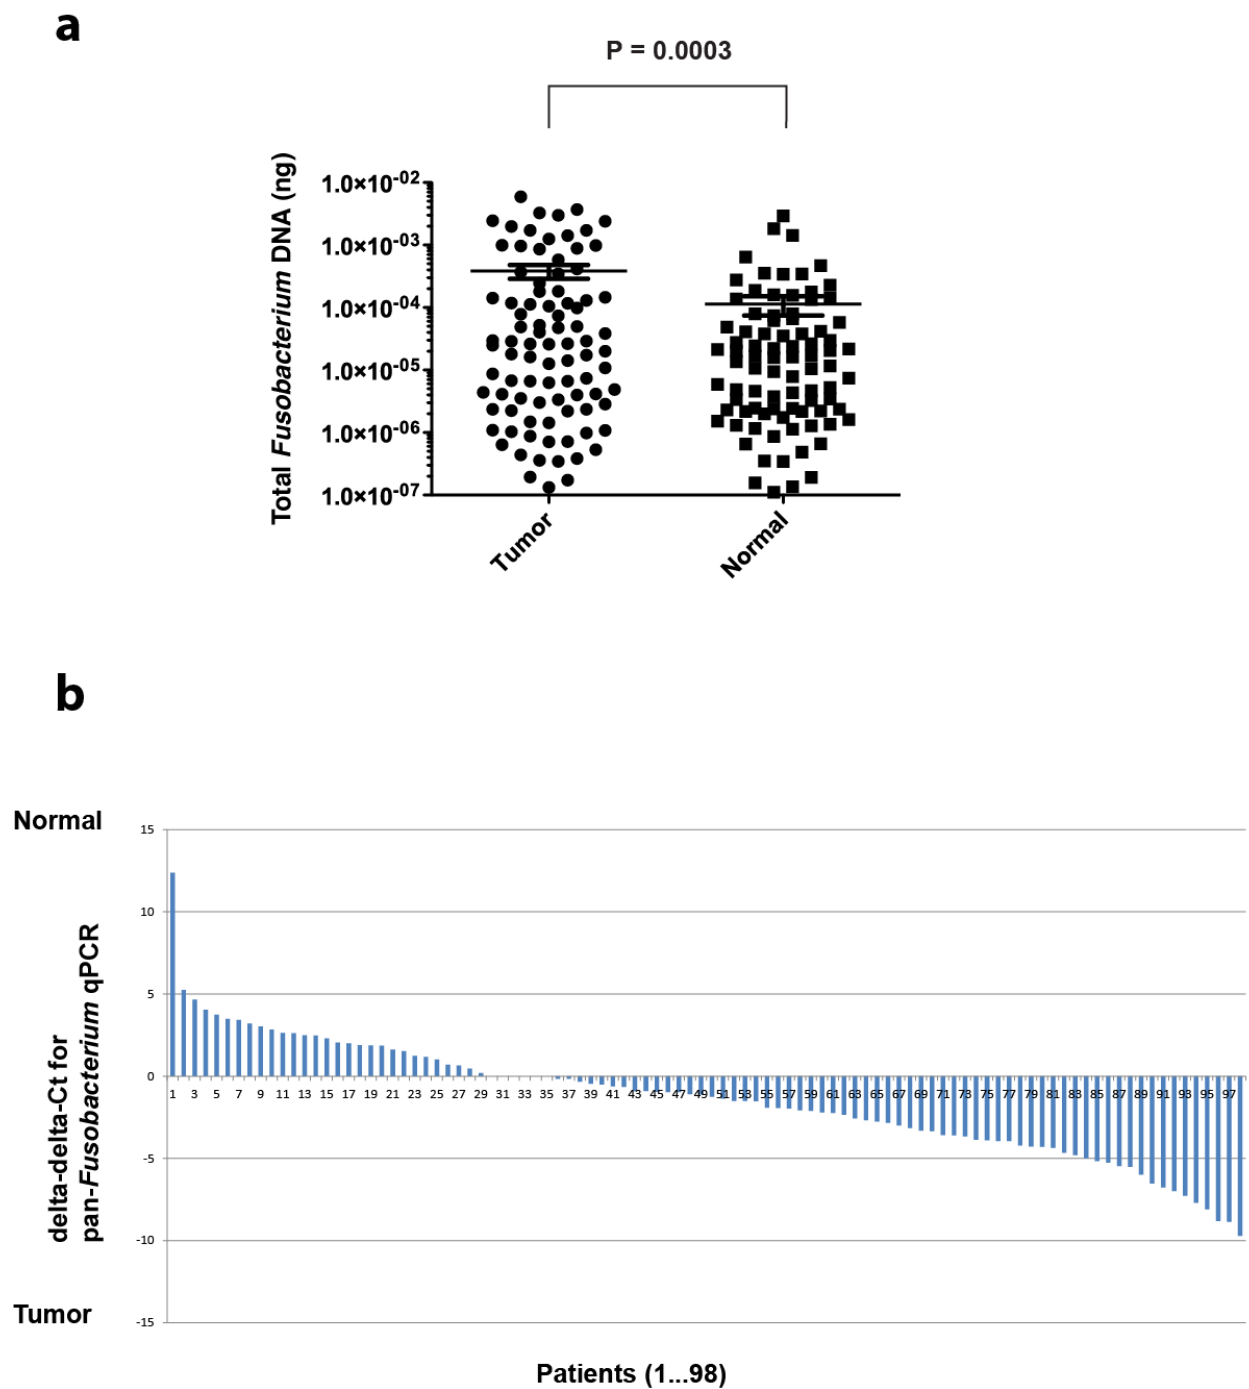 a
P = 0.0003
Total Fusobacterium DNA (ng)
1.0×10-02
1.0×10-03
1.0×10-04
1.0×10-05
1.0×10-06
1.0×10-07
Tumor
Normal
b
Normal
delta-delta-Ct for
pan-Fusobacterium qPCR
Tumor
15
10
5
0
-5
-10
-15
1 3 5 7 9 11 13 15 17 19 21 23 25 27 29 31 33 35 37 39 41 43 45 47 49 51 53 55 57 59 61 63 65 67 69 71 73 75 77 79 81 83 85 87 89 91 93 95 97
Patients (1...98)